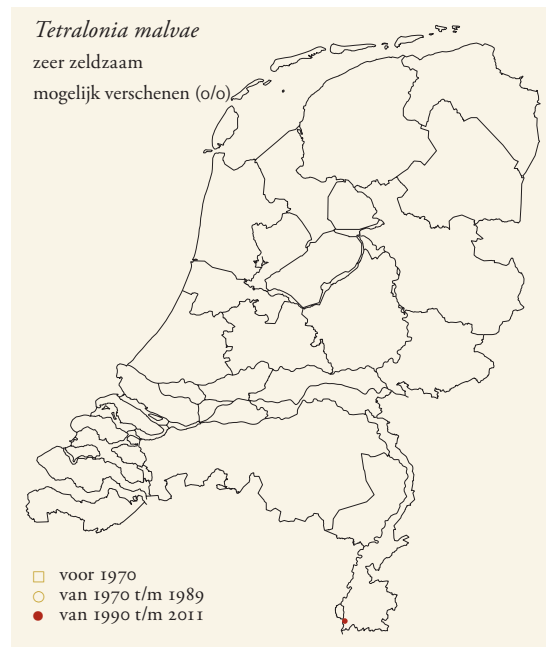 Tetralonia malvae
zeer zeldzaam
mogelijk verschenen (0/0)
voor 1970
van 1970 t/m 1989
van 1990 t/m 2011